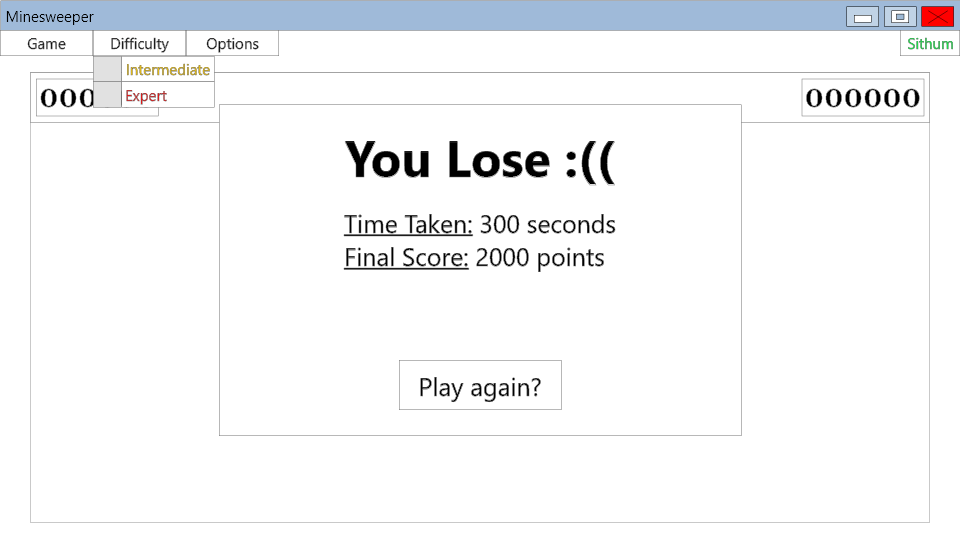 Minesweeper
Game Difficulty Options Sithum
Intermediate
Expert
000 000000
You Lose :((
Time Taken: 300 seconds
Final Score: 2000 points
Play again?